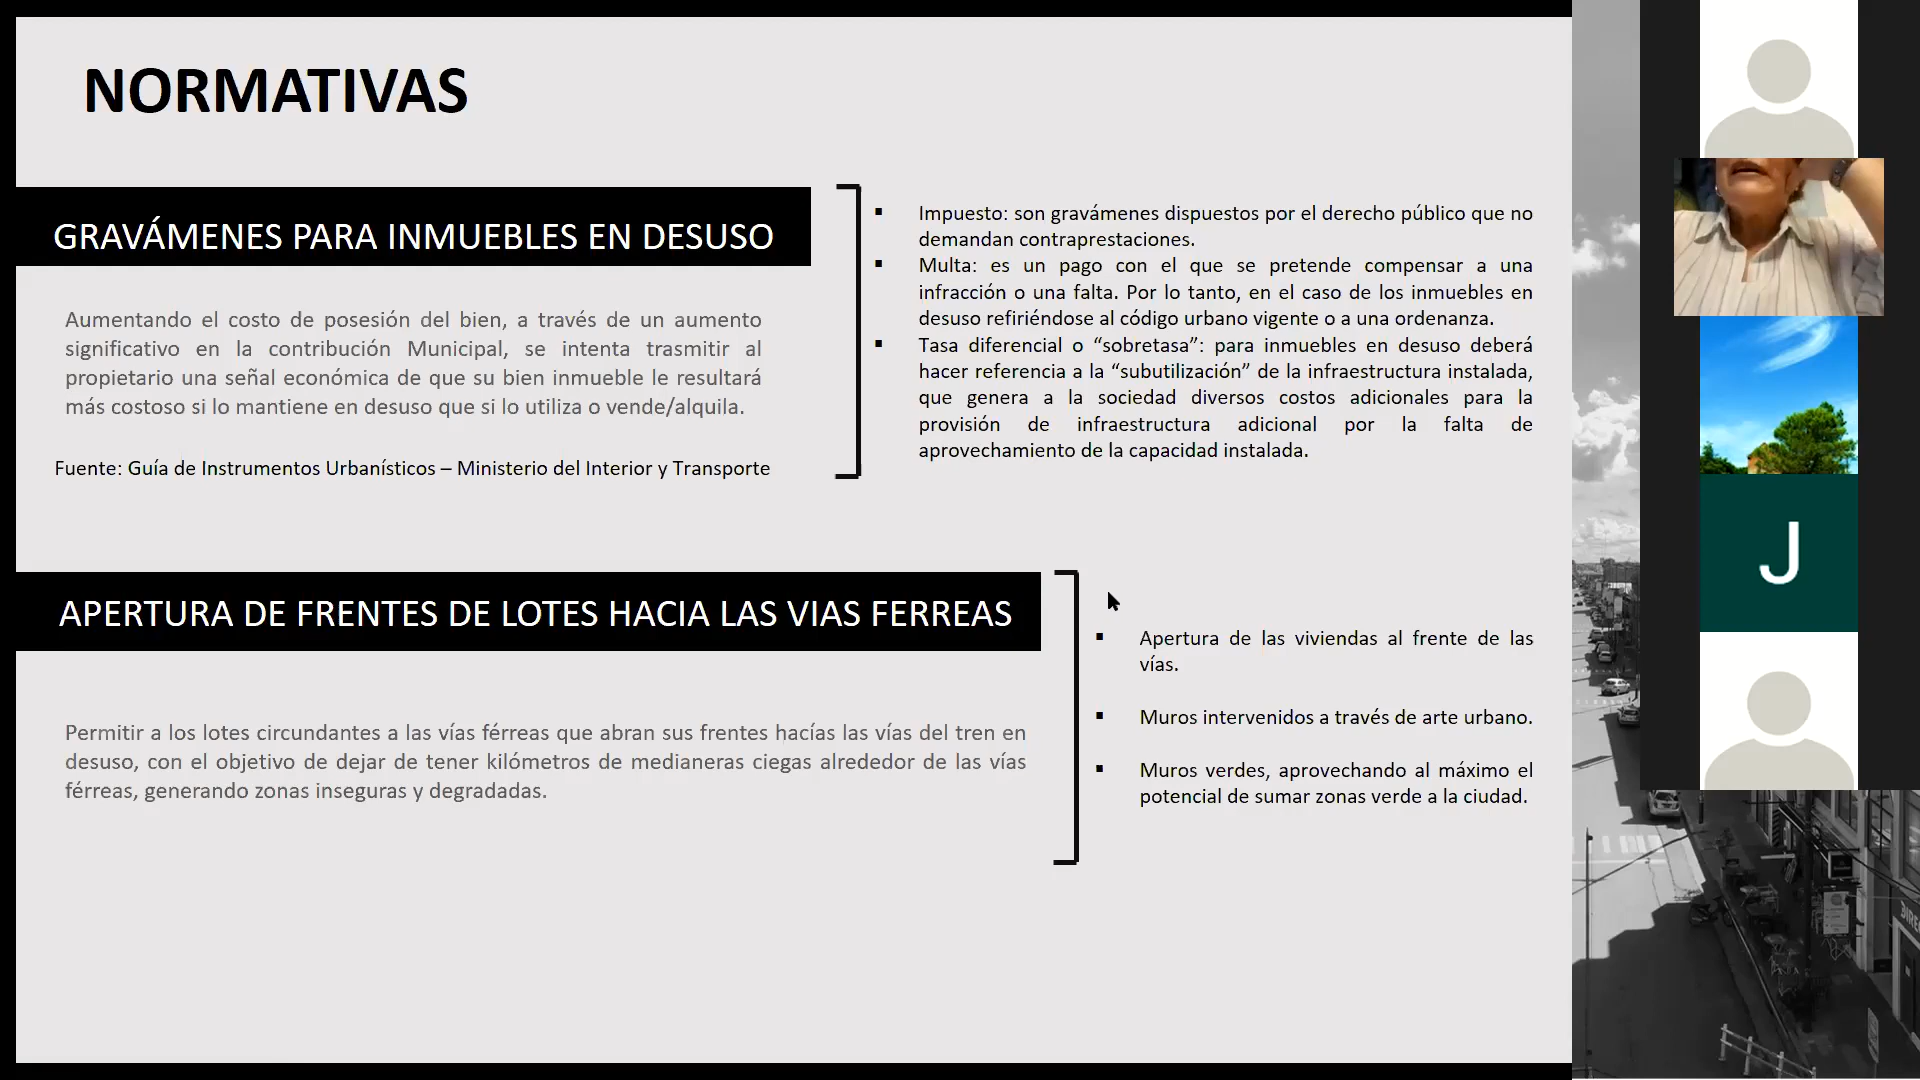 NORMATIVAS
GRAVÁMENES PARA INMUEBLES EN DESUSO
Aumentando el costo de posesión del bien, a través de un aumento
significativo en la contribución Municipal, se intenta trasmitir al
propietario una señal económica de que su bien inmueble le resultará
más costoso si lo mantiene en desuso que si lo utiliza o vende/alquila.
Fuente: Guía de Instrumentos Urbanísticos – Ministerio del Interior y Transporte
▪ Impuesto: son gravámenes dispuestos por el derecho público que no
demandan contraprestaciones.
▪ Multa: es un pago con el que se pretende compensar a una
infracción o una falta. Por lo tanto, en el caso de los inmuebles en
desuso refiriéndose al código urbano vigente o a una ordenanza.
▪ Tasa diferencial o “sobretasa”: para inmuebles en desuso deberá
hacer referencia a la “subutilización” de la infraestructura instalada,
que genera a la sociedad diversos costos adicionales para la
provisión de infraestructura adicional por la falta de
aprovechamiento de la capacidad instalada.
APERTURA DE FRENTES DE LOTES HACIA LAS VIAS FERREAS
Permitir a los lotes circundantes a las vías férreas que abran sus frentes hacías las vías del tren en
desuso, con el objetivo de dejar de tener kilómetros de medianeras ciegas alrededor de las vías
férreas, generando zonas inseguras y degradadas.
▪ Apertura de las viviendas al frente de las
vías.
▪ Muros intervenidos a través de arte urbano.
▪ Muros verdes, aprovechando al máximo el
potencial de sumar zonas verde a la ciudad.
J